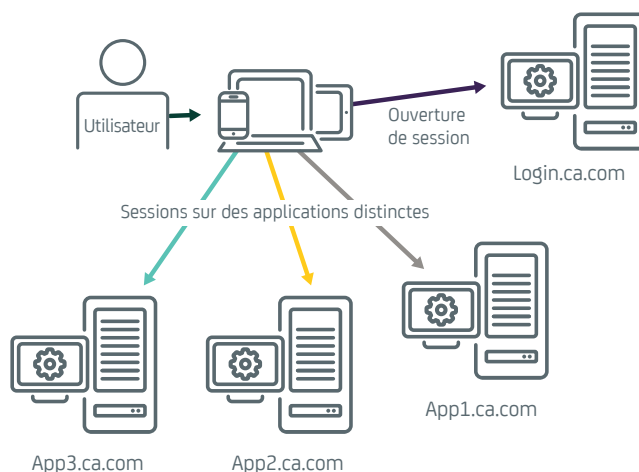 Utilisateur
Ouverture
de session
Login.ca.com
Sessions sur des applications distinctes
App1.ca.com
App3.ca.com
App2.ca.com